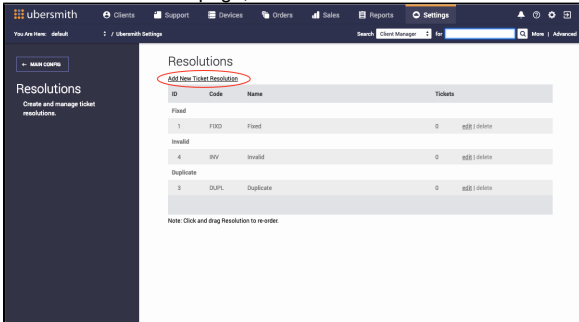 ubersmith Clients Support Devices Orders Sales Reports Settings
You Are Here: default / Ubersmith Settings Search Client Manager for More | Advanced
← MAIN CONFIG
Resolutions
Create and manage ticket
resolutions.
Resolutions
Add New Ticket Resolution
ID Code Name Tickets
Fixed
1 FIXD Fixed 0 edit | delete
Invalid
4 INV Invalid 0 edit | delete
Duplicate
3 DUPL Duplicate 0 edit | delete
Note: Click and drag Resolution to re-order.